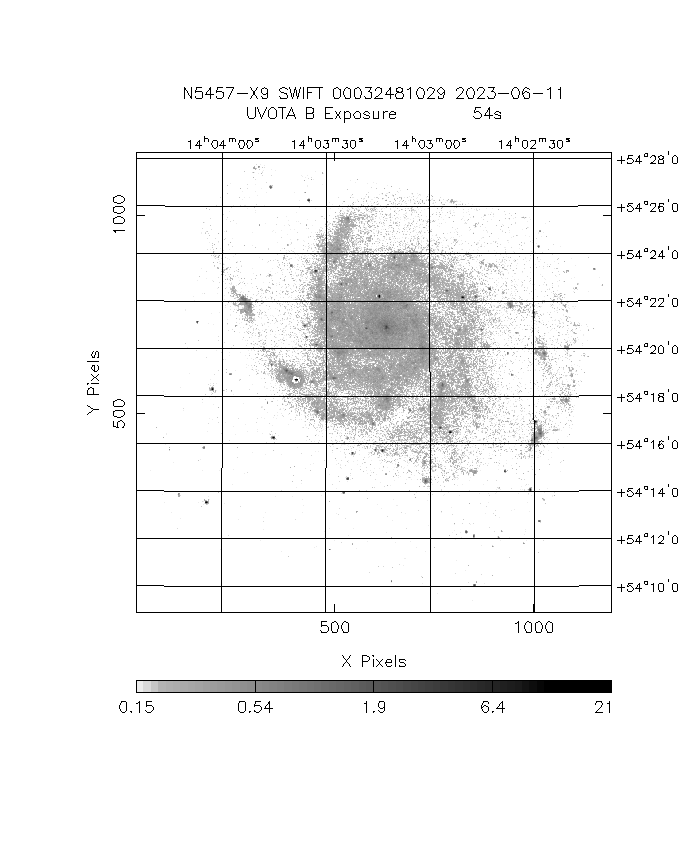 N5457-X9 SWIFT 00032481029 2023-06-11
UVOTA B Exposure 54s
14ʰ04ᵐ00ˢ 14ʰ03ᵐ30ˢ 14ʰ03ᵐ00ˢ 14ʰ02ᵐ30ˢ
+54°28'0
+54°26'0
+54°24'0
+54°22'0
+54°20'0
+54°18'0
+54°16'0
+54°14'0
+54°12'0
+54°10'0
1000
500
Y Pixels
500 1000
X Pixels
0.15 0.54 1.9 6.4 21